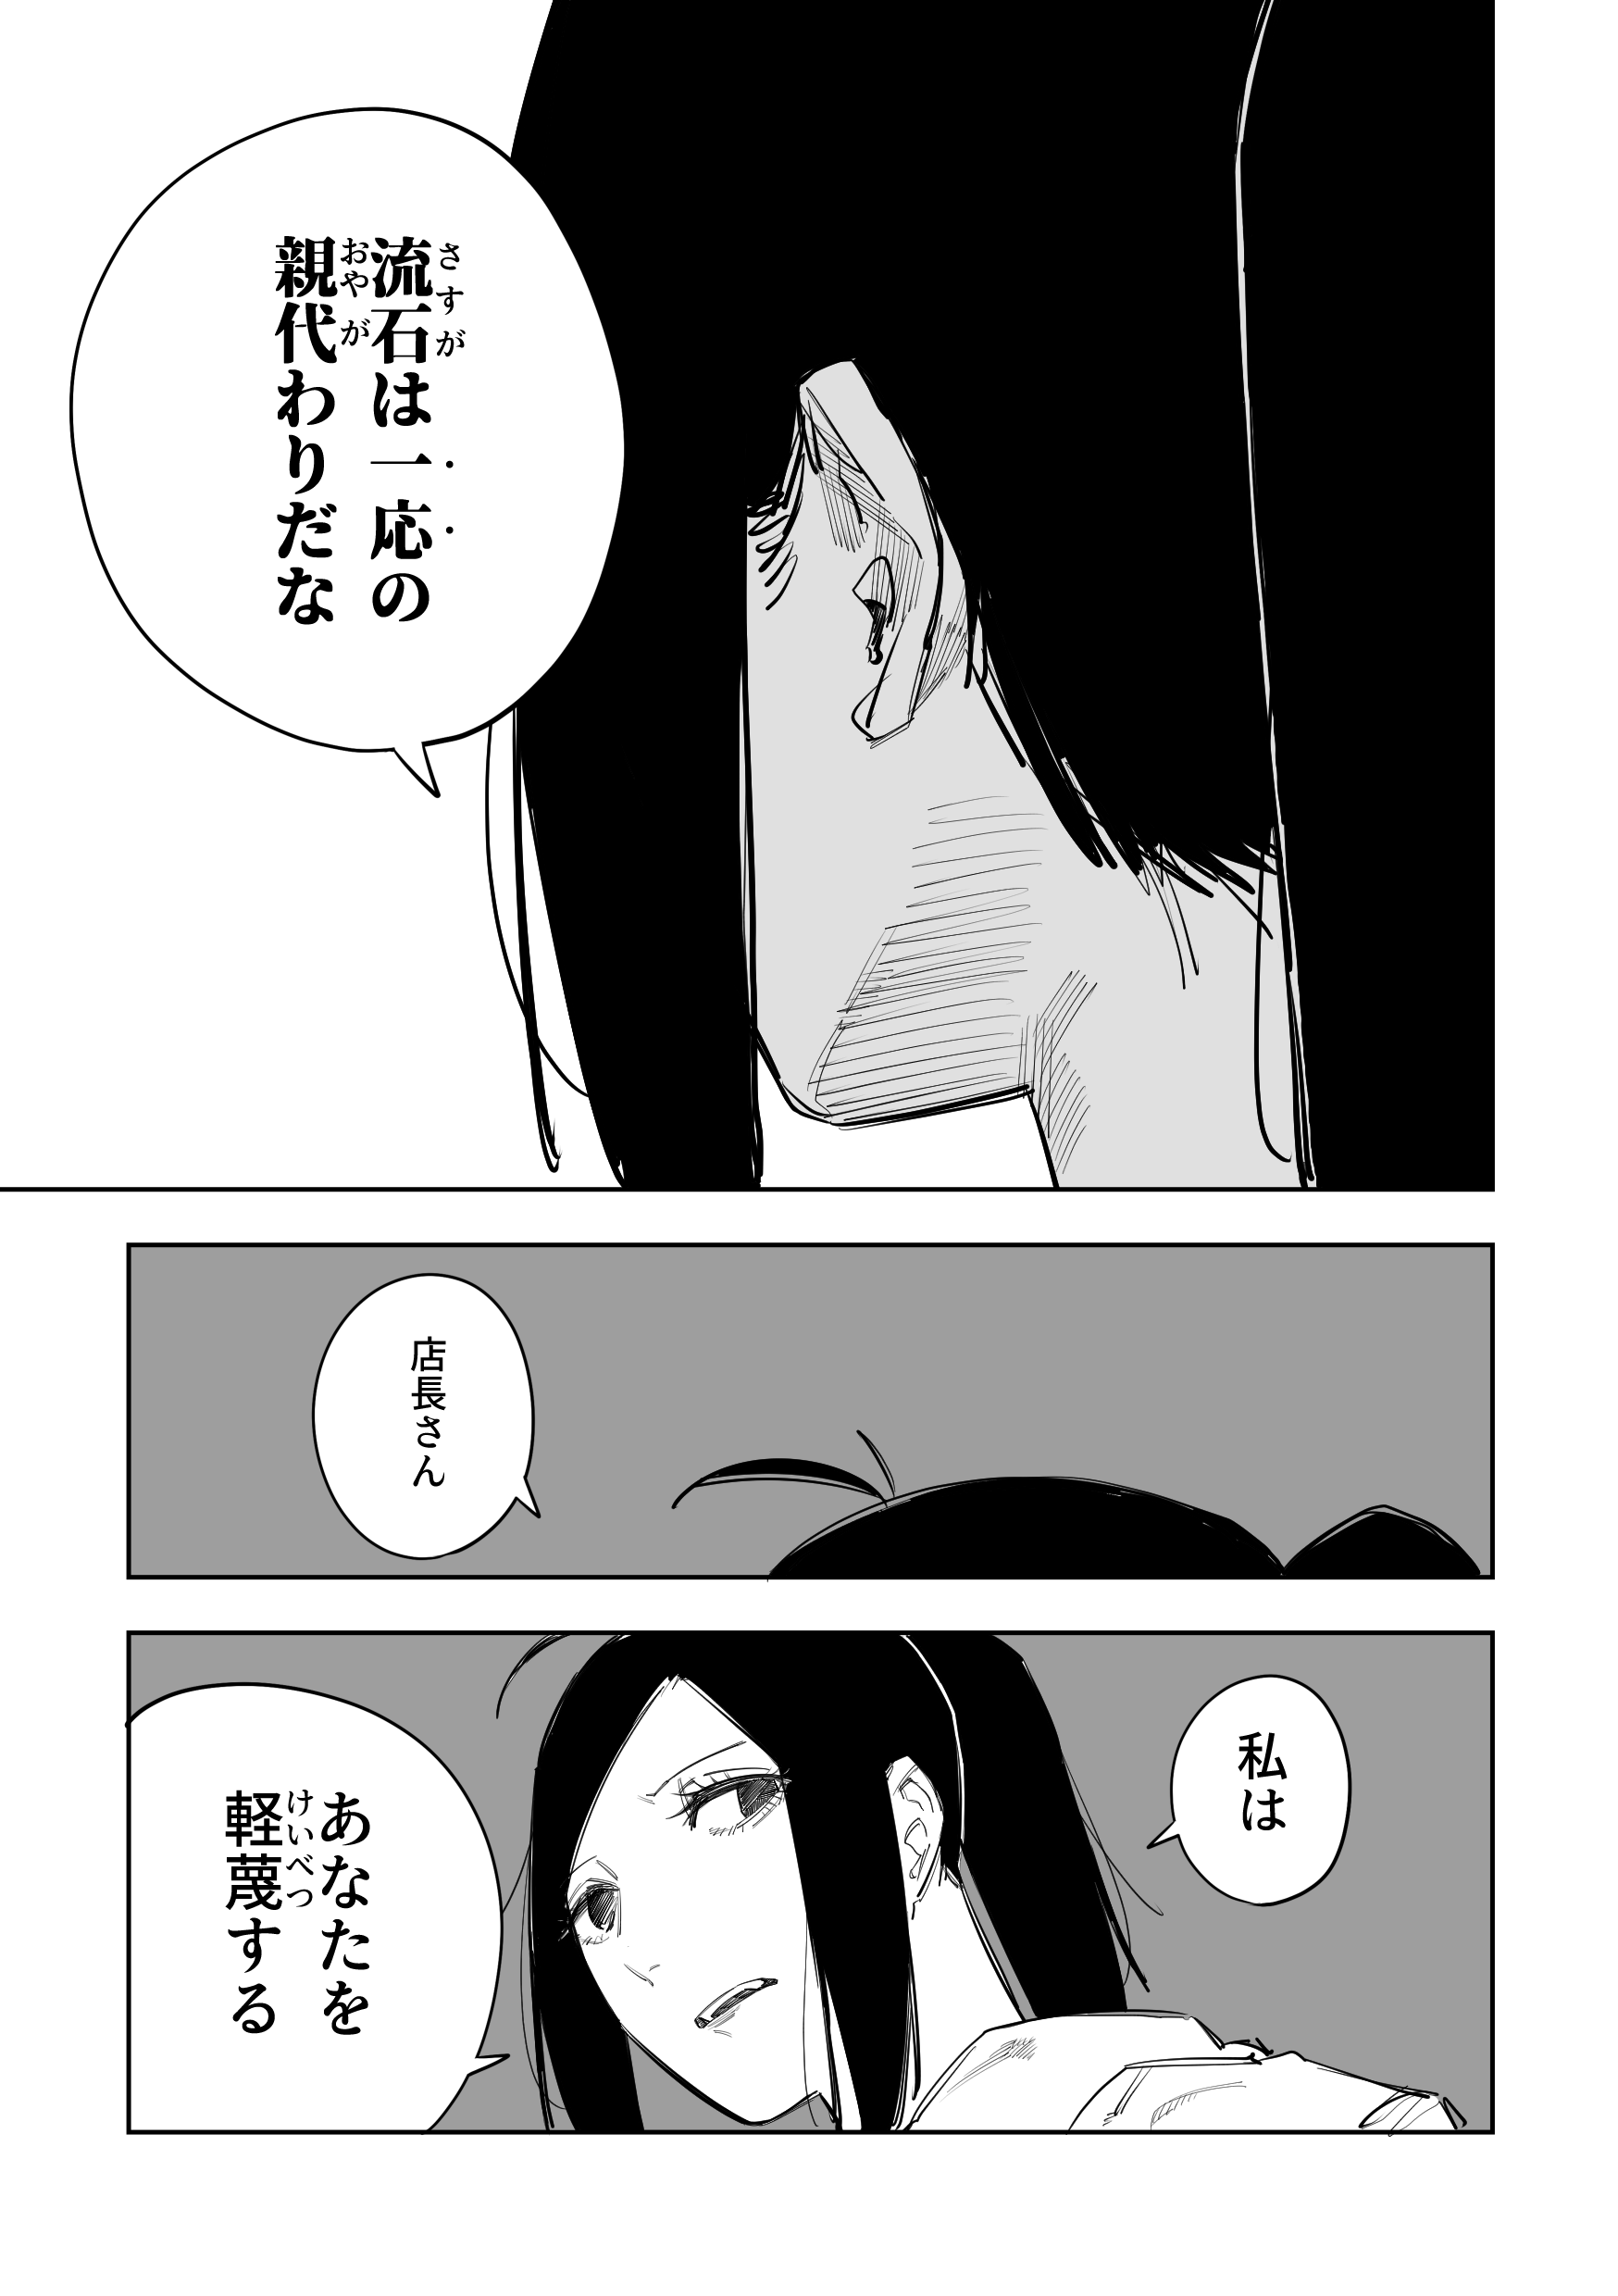 流石は一応の
親代わりだな
店長さん
私は
あなたを
軽蔑する